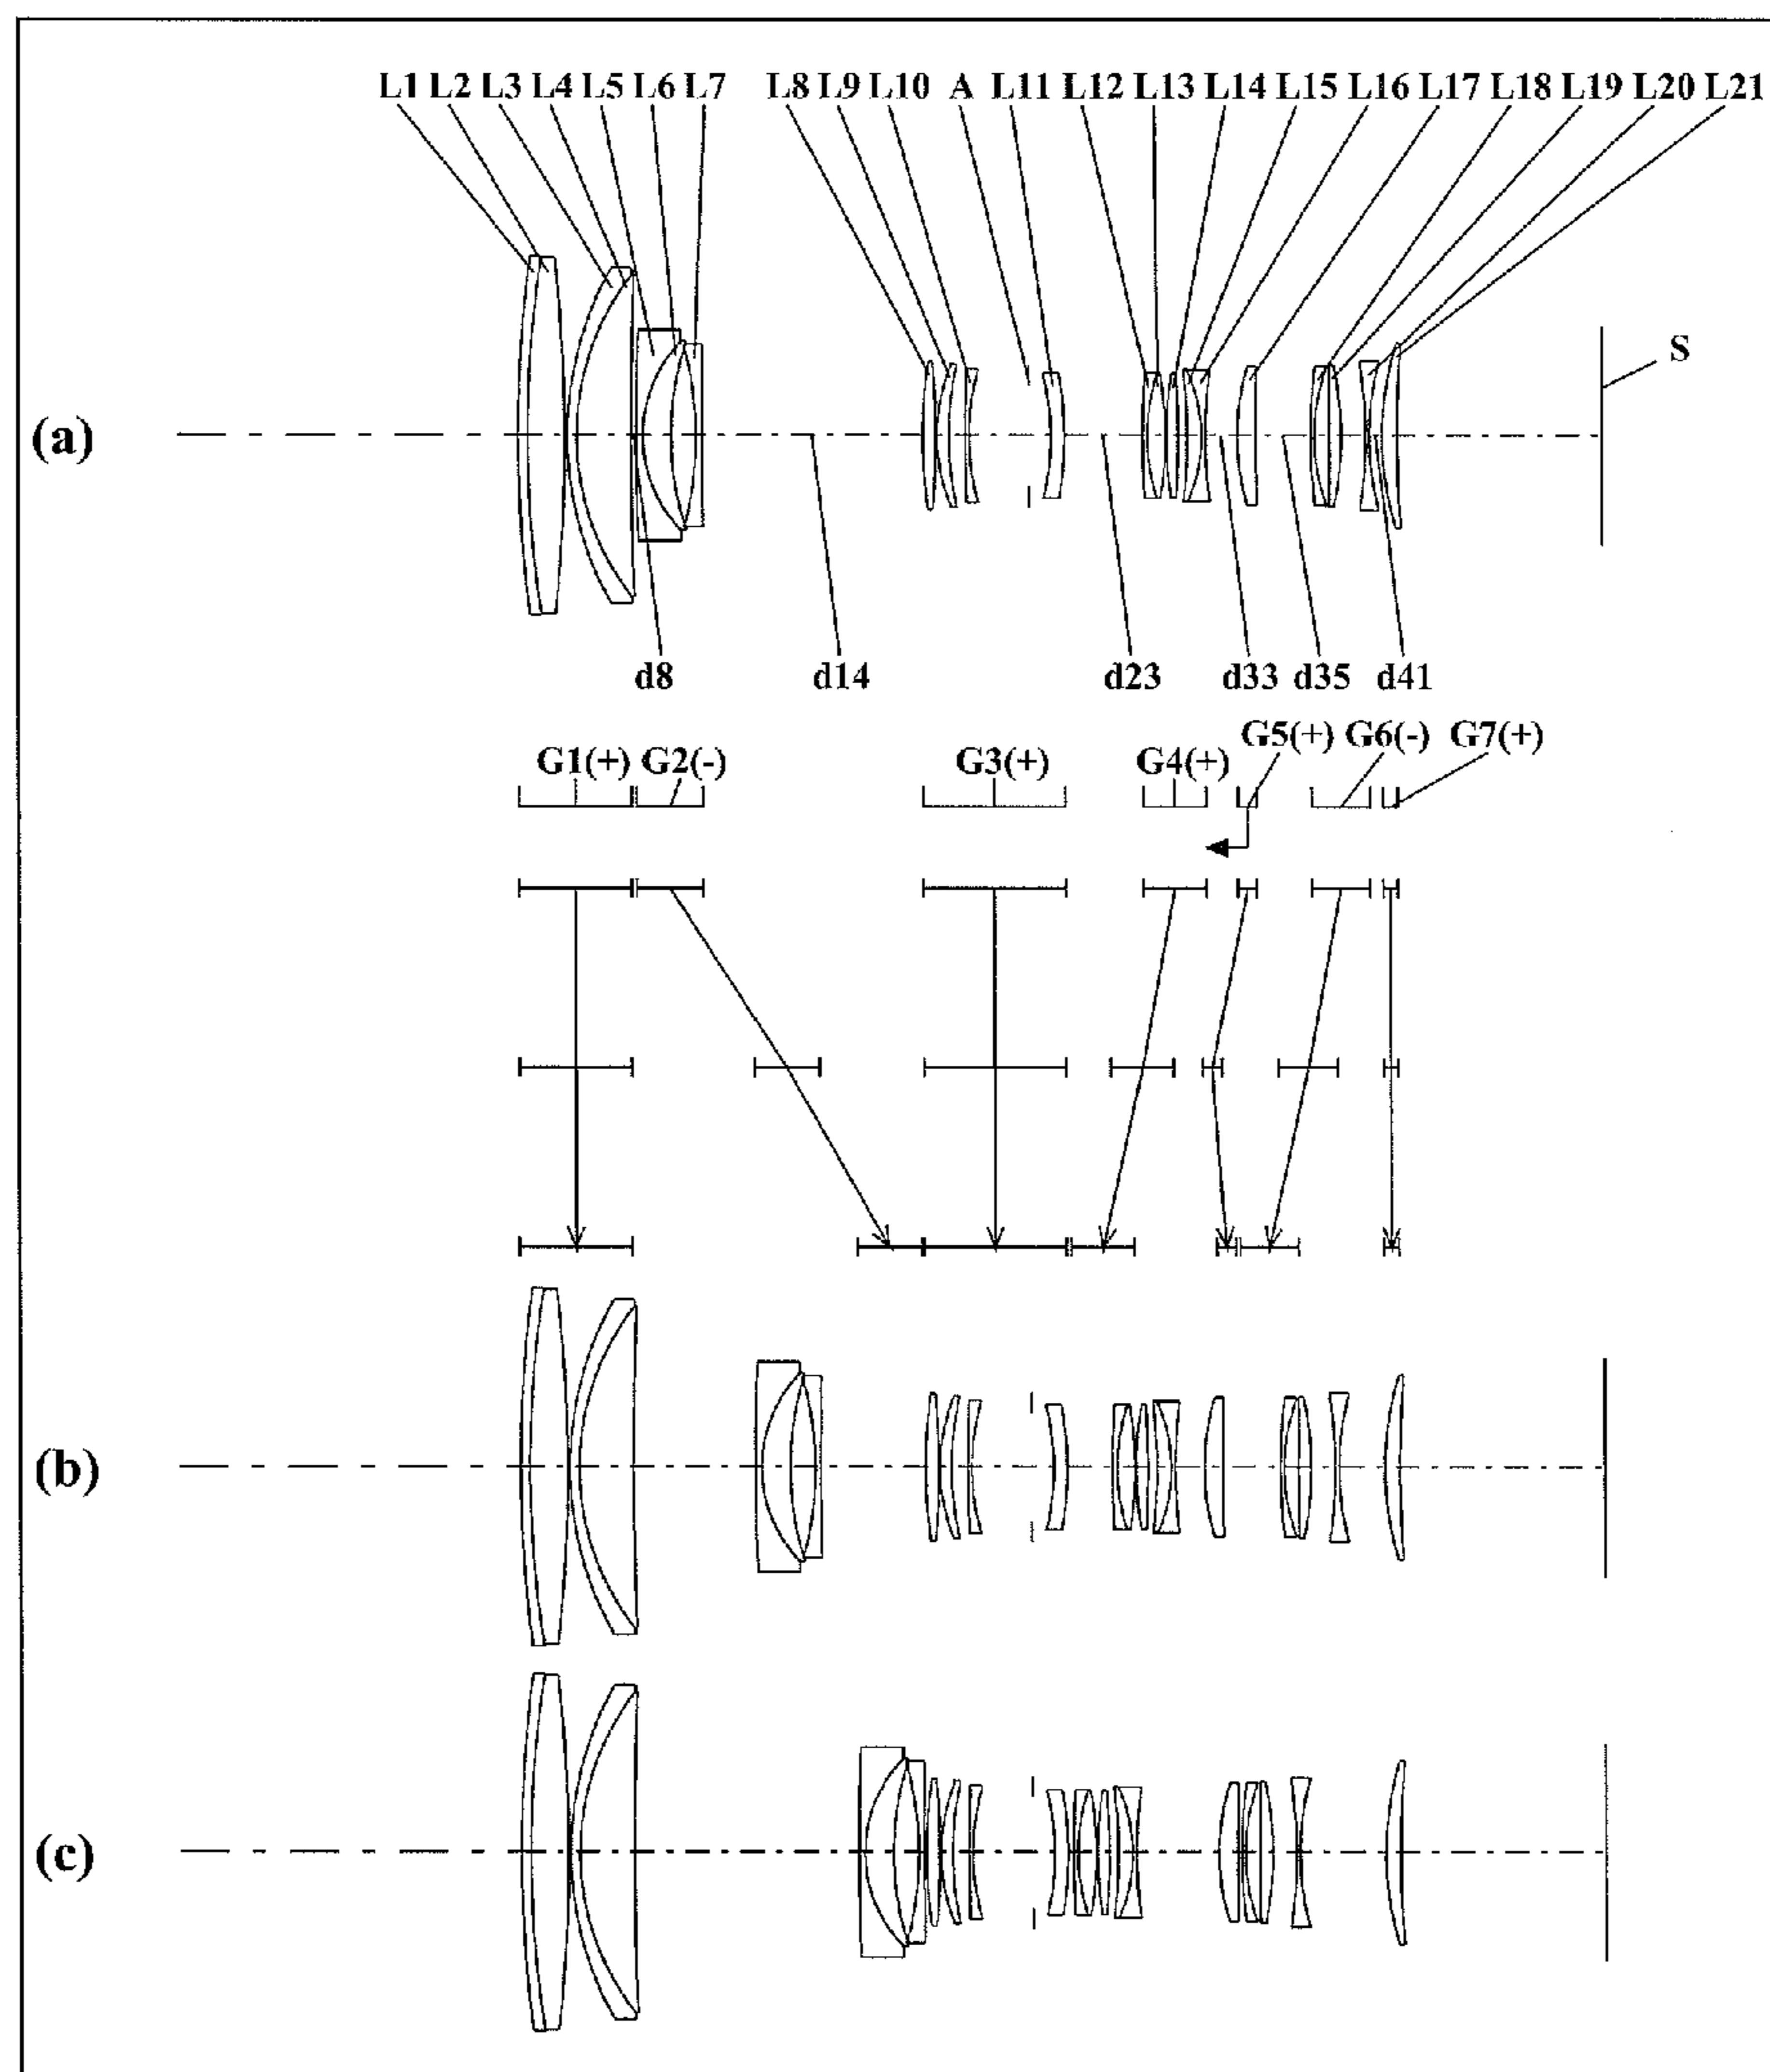 L1 L2 L3 L4 L5 L6 L7 L8 L9 L10 A L11 L12 L13 L14 L15 L16 L17 L18 L19 L20 L21
S
(a)
d8 d14 d23 d33 d35 d41
G1(+) G2(-) G3(+) G4(+) G5(+) G6(-) G7(+)
(b)
(c)